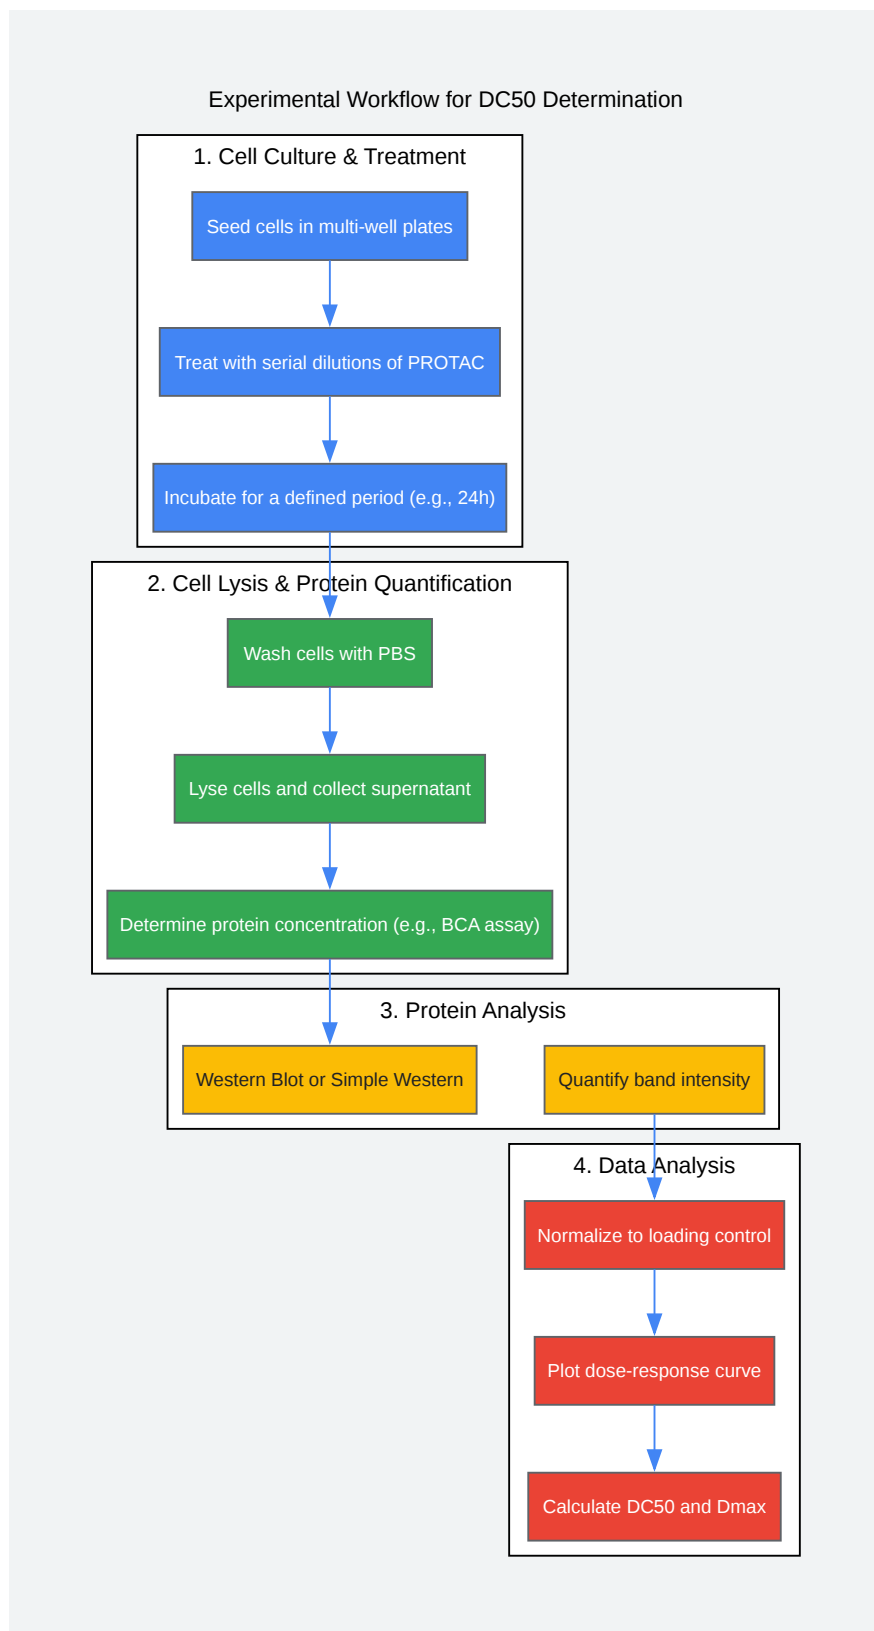 Experimental Workflow for DC50 Determination
1. Cell Culture & Treatment
Seed cells in multi-well plates
Treat with serial dilutions of PROTAC
Incubate for a defined period (e.g., 24h)
2. Cell Lysis & Protein Quantification
Wash cells with PBS
Lyse cells and collect supernatant
Determine protein concentration (e.g., BCA assay)
3. Protein Analysis
Western Blot or Simple Western
Quantify band intensity
4. Data Analysis
Normalize to loading control
Plot dose-response curve
Calculate DC50 and Dmax